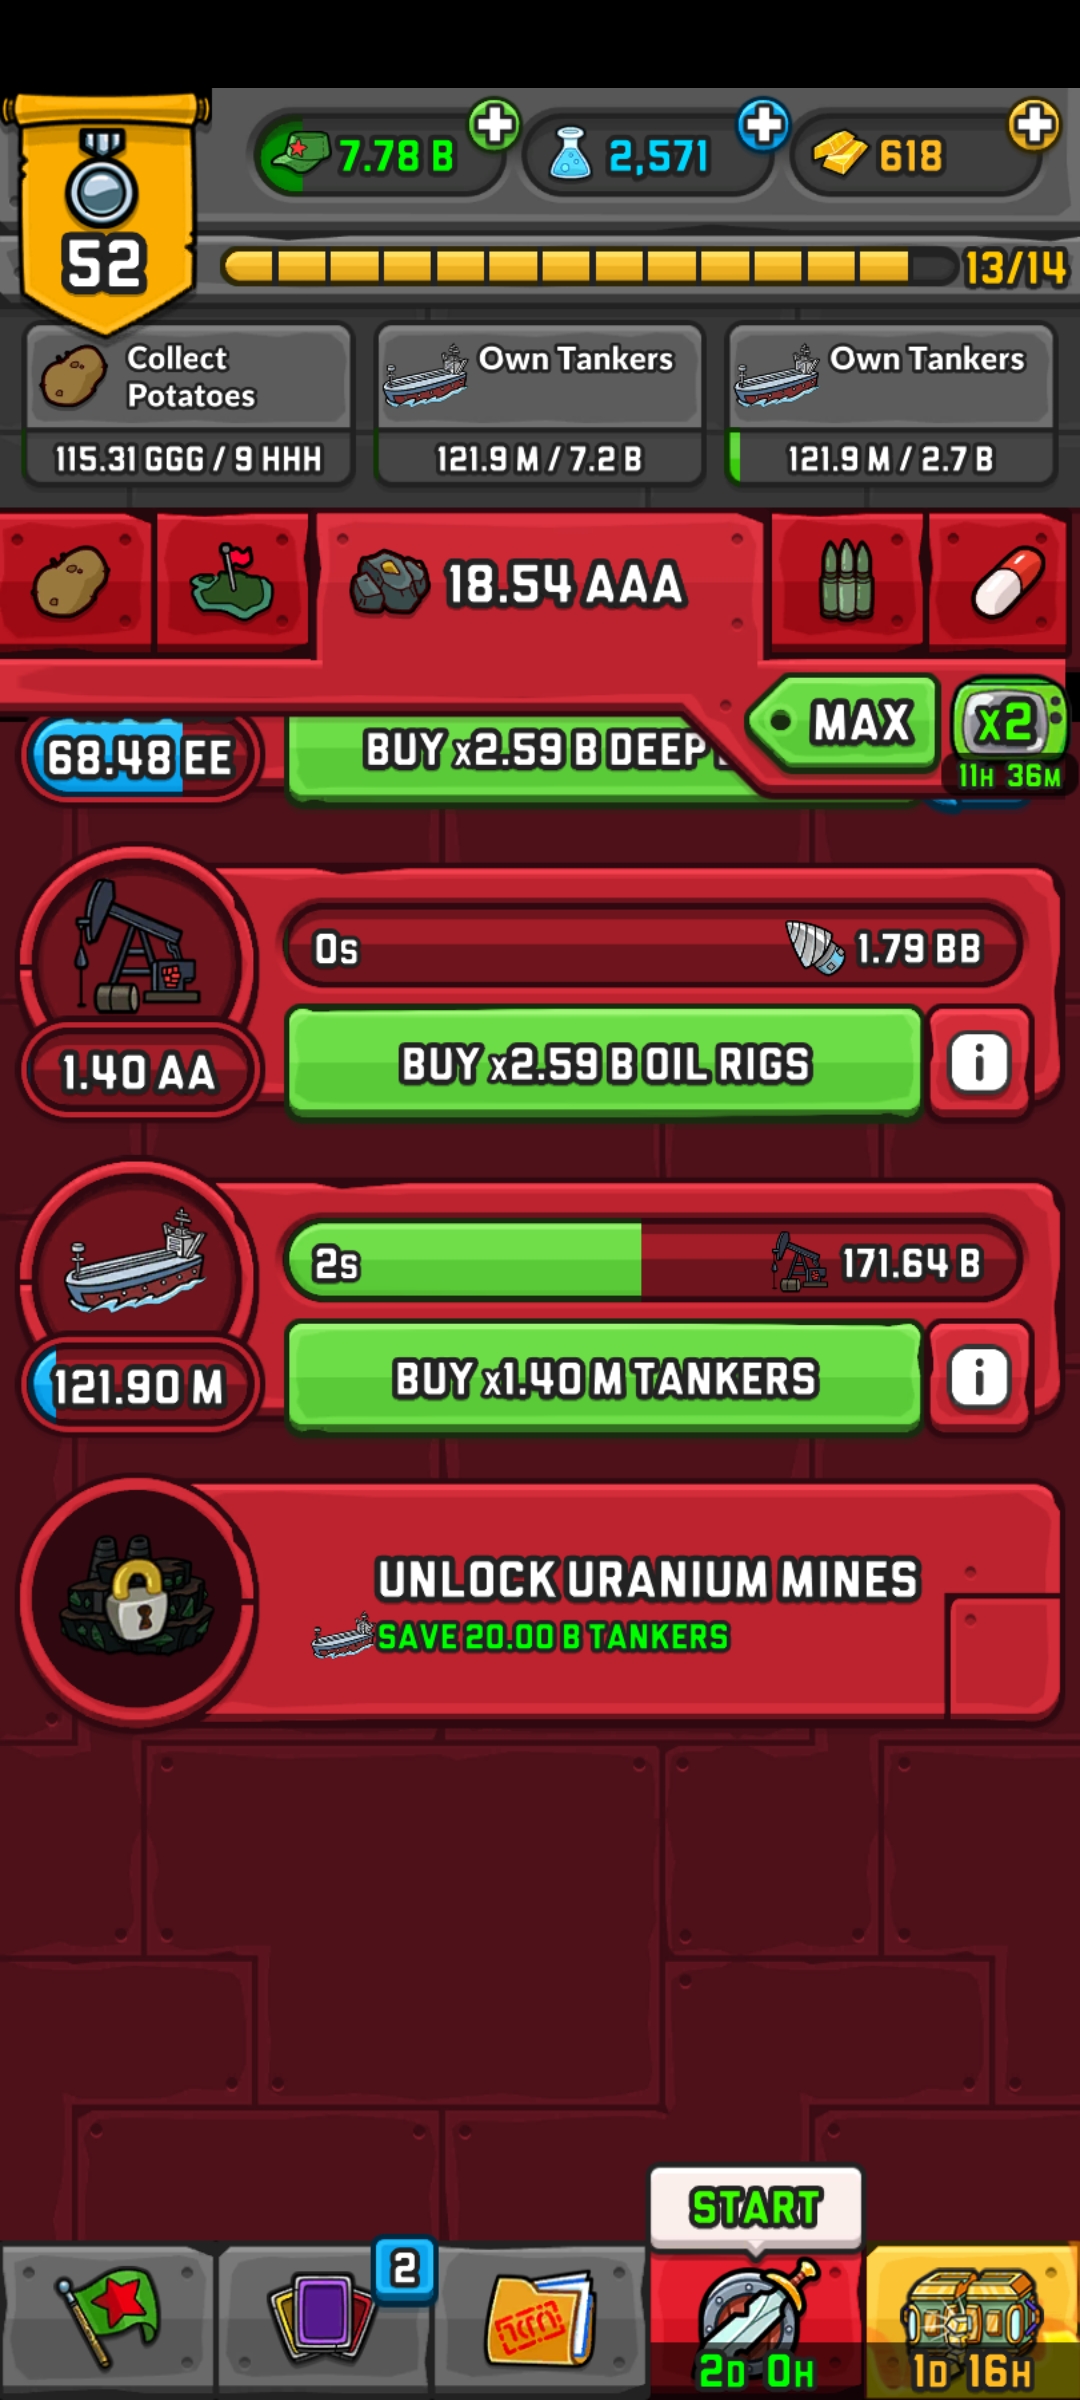 7.78 B
2,571
618
52
13/14
Collect
Potatoes
115.31 GGG / 9 HHH
Own Tankers
121.9 M / 7.2 B
Own Tankers
121.9 M / 2.7 B
18.54 AAA
MAX
x2
11H 36M
68.48 EE
BUY x2.59 B DEEP
0s
1.79 BB
1.40 AA
BUY x2.59 B OIL RIGS
i
2s
171.64 B
121.90 M
BUY x1.40 M TANKERS
i
UNLOCK URANIUM MINES
SAVE 20.00 B TANKERS
START
2
2D 0H
1D 16H